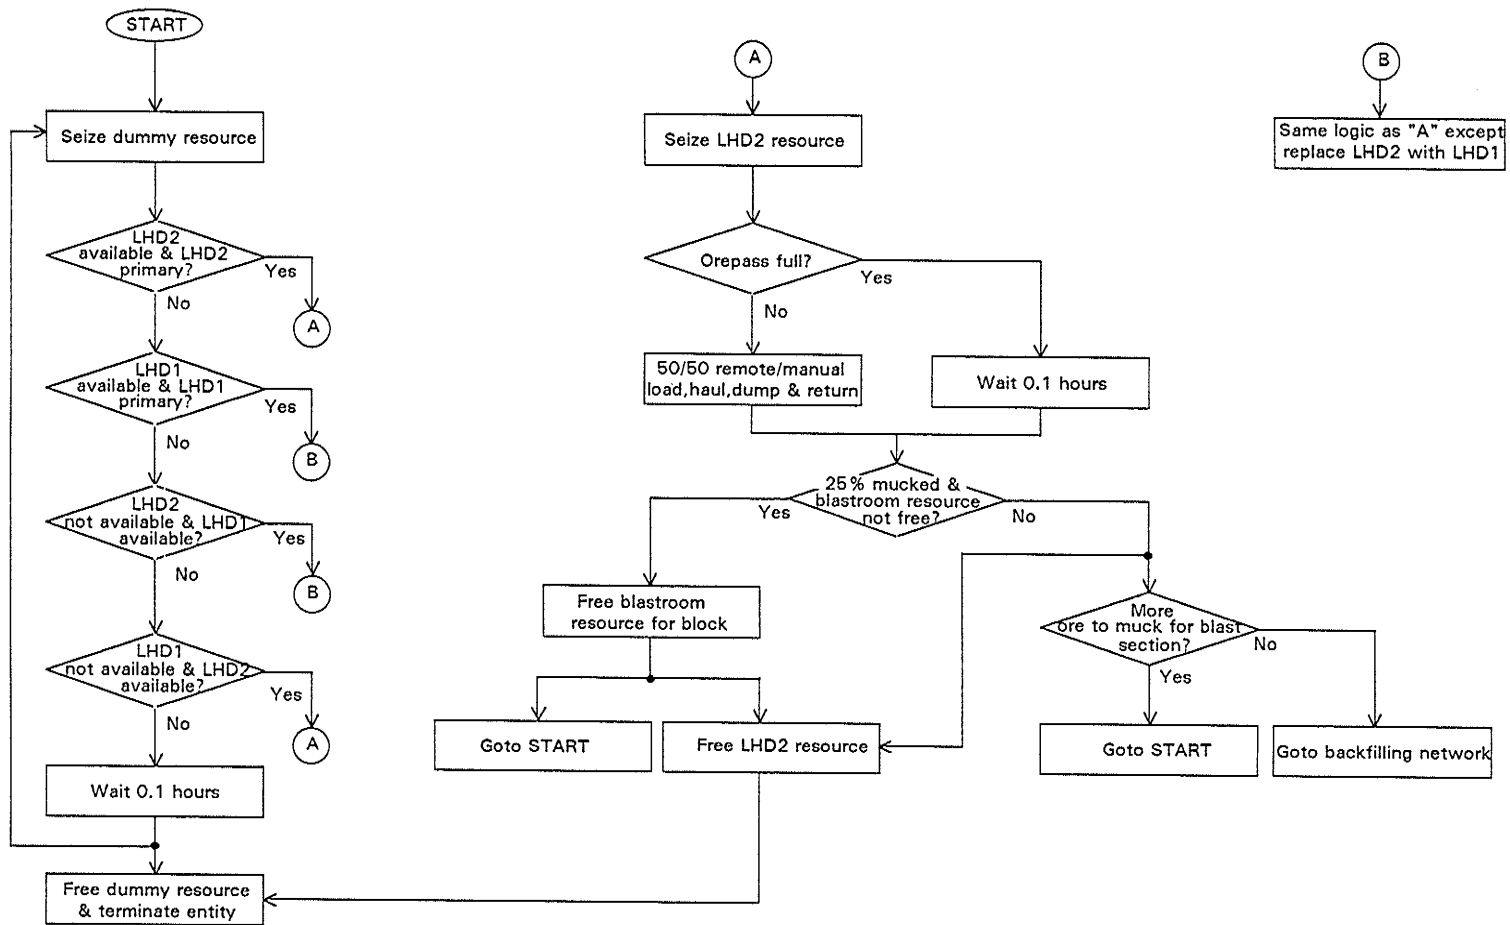 START
Seize dummy resource
LHD2
available & LHD2
primary?
Yes
No
A
LHD1
available & LHD1
primary?
Yes
No
B
LHD2
not available & LHD1
available?
Yes
No
B
LHD1
not available & LHD2
available?
Yes
No
A
Wait 0.1 hours
Free dummy resource
& terminate entity
A
Seize LHD2 resource
Orepass full?
Yes
No
50/50 remote/manual
load,haul,dump & return
Wait 0.1 hours
25% mucked &
blastroom resource
not free?
Yes
No
Free blastroom
resource for block
Goto START
Free LHD2 resource
More
ore to muck for blast
section?
No
Yes
Goto START
Goto backfilling network
B
Same logic as "A" except
replace LHD2 with LHD1